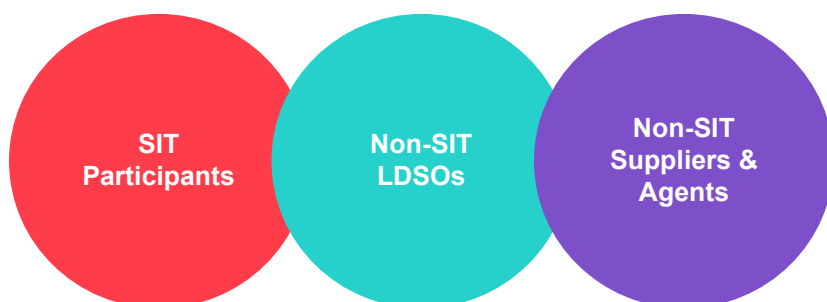 SIT
Participants
Non-SIT
LDSOs
Non-SIT
Suppliers &
Agents